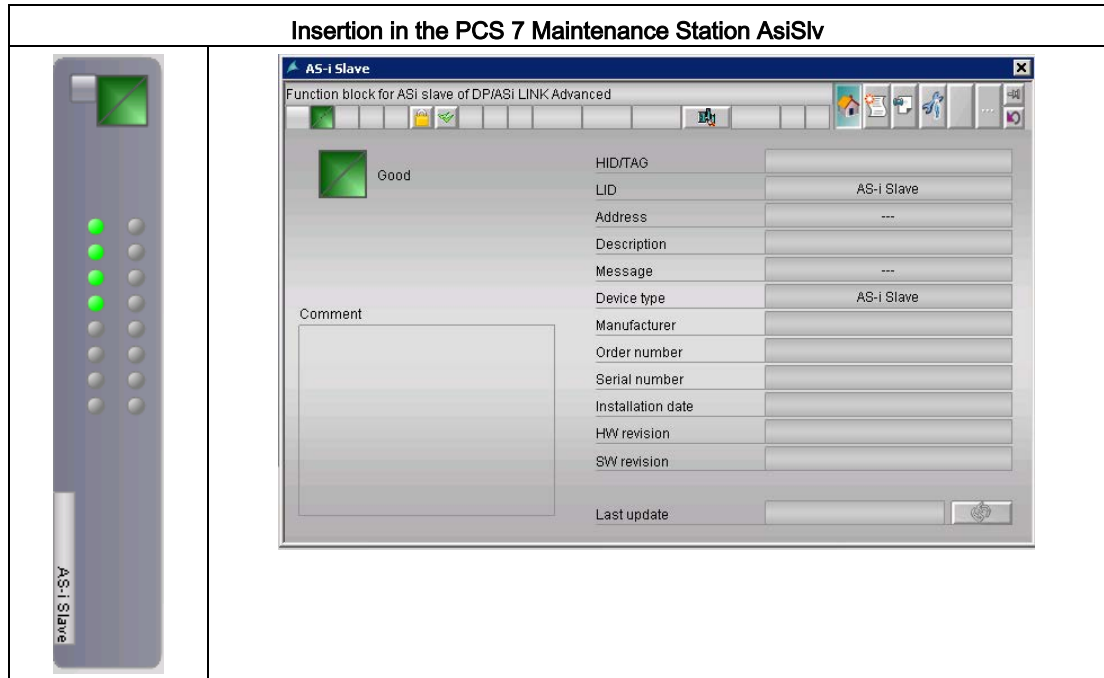 Insertion in the PCS 7 Maintenance Station AsiSlv
AS-i Slave
AS-i Slave
Function block for ASi slave of DP/ASi LINK Advanced
...
Good
HID/TAG
LID AS-i Slave
Address ---
Description
Message ---
Device type AS-i Slave
Comment
Manufacturer
Order number
Serial number
Installation date
HW revision
SW revision
Last update